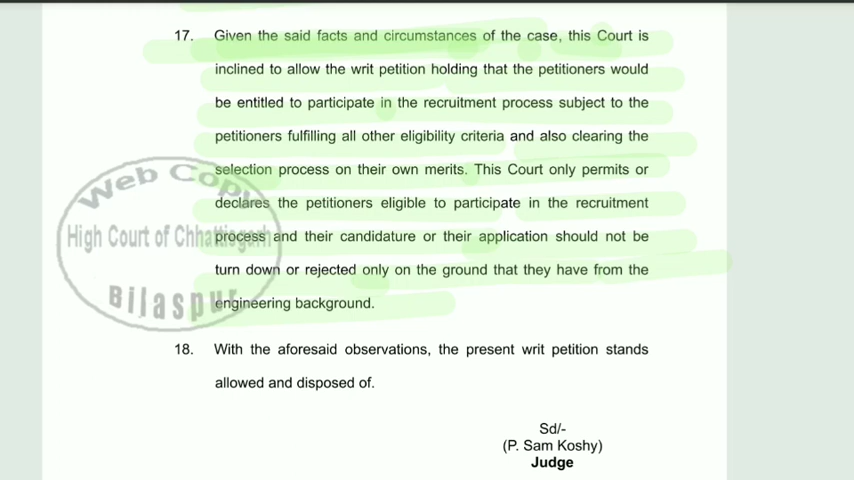 17. Given the said facts and circumstances of the case, this Court is
inclined to allow the writ petition holding that the petitioners would
be entitled to participate in the recruitment process subject to the
petitioners fulfilling all other eligibility criteria and also clearing the
selection process on their own merits. This Court only permits or
declares the petitioners eligible to participate in the recruitment
process and their candidature or their application should not be
turn down or rejected only on the ground that they have from the
engineering background.
Web Copy
High Court of Chhattisgarh
Bilaspur
18. With the aforesaid observations, the present writ petition stands
allowed and disposed of.
Sd/-
(P. Sam Koshy)
Judge